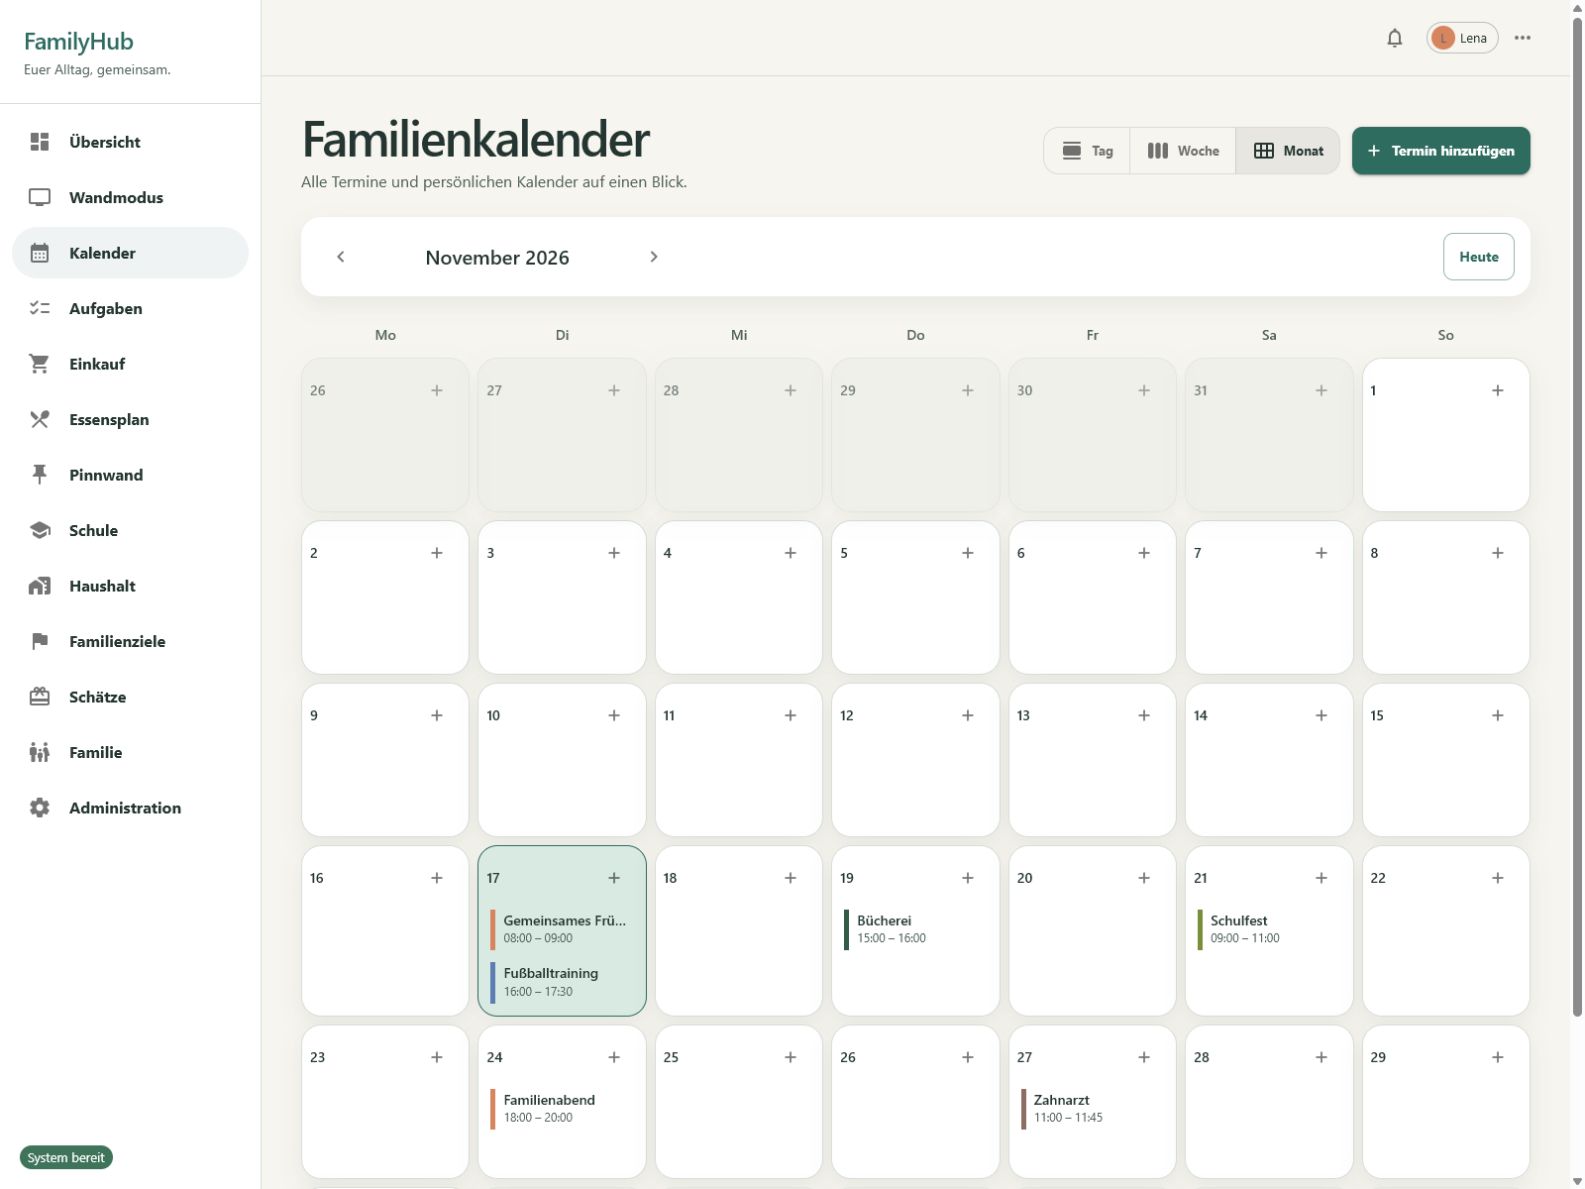 FamilyHub
Euer Alltag, gemeinsam.
Übersicht
Wandmodus
Kalender
Aufgaben
Einkauf
Essensplan
Pinnwand
Schule
Haushalt
Familienziele
Schätze
Familie
Administration
System bereit
L Lena
Familienkalender
Alle Termine und persönlichen Kalender auf einen Blick.
Tag Woche Monat + Termin hinzufügen
November 2026 Heute
Mo Di Mi Do Fr Sa So
26 + 27 + 28 + 29 + 30 + 31 + 1 +
2 + 3 + 4 + 5 + 6 + 7 + 8 +
9 + 10 + 11 + 12 + 13 + 14 + 15 +
16 + 17 + 18 + 19 + 20 + 21 + 22 +
Gemeinsames Frü... Bücherei Schulfest
08:00 – 09:00 15:00 – 16:00 09:00 – 11:00
Fußballtraining
16:00 – 17:30
23 + 24 + 25 + 26 + 27 + 28 + 29 +
Familienabend Zahnarzt
18:00 – 20:00 11:00 – 11:45